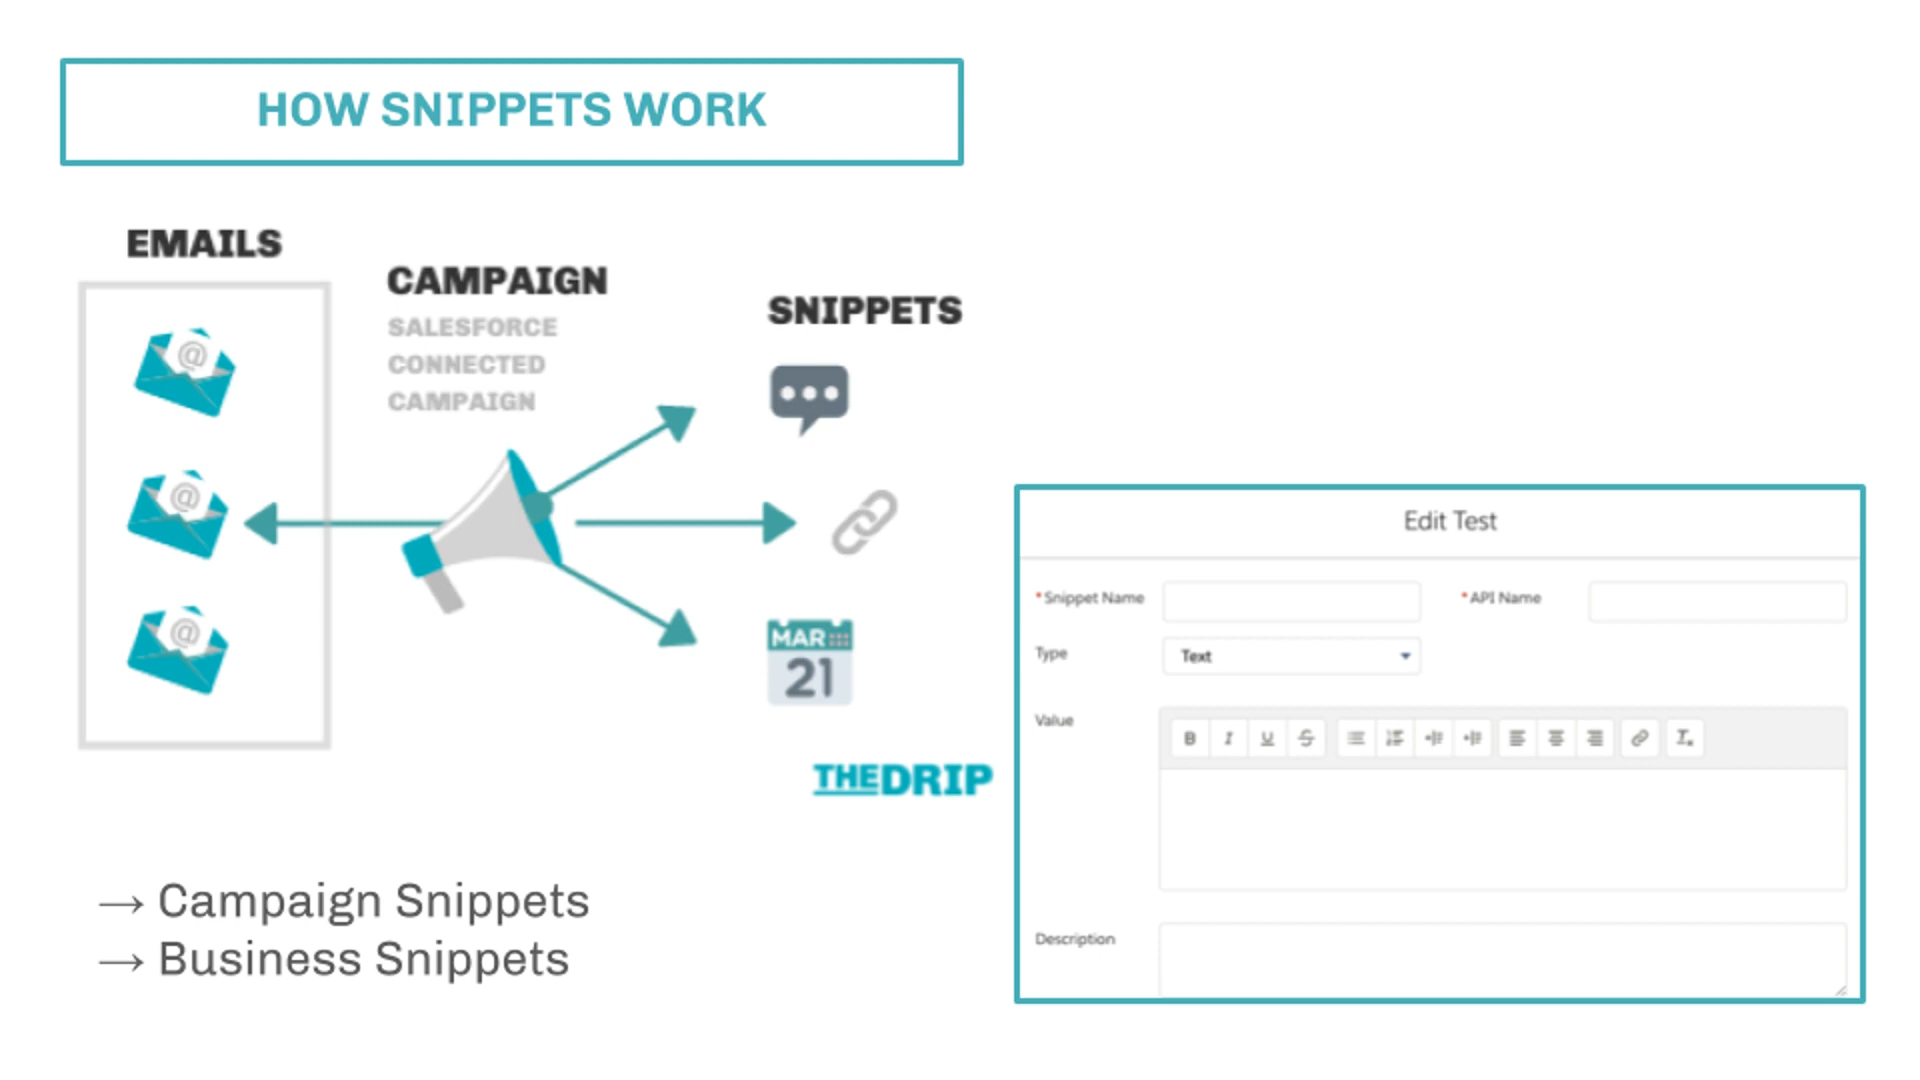 HOW SNIPPETS WORK
EMAILS
CAMPAIGN
SALESFORCE
CONNECTED
CAMPAIGN
SNIPPETS
@
@
@
MAR
21
THEDRIP
→ Campaign Snippets
→ Business Snippets
Edit Test
*Snippet Name
*API Name
Type
Text
Value
B I U S
Description